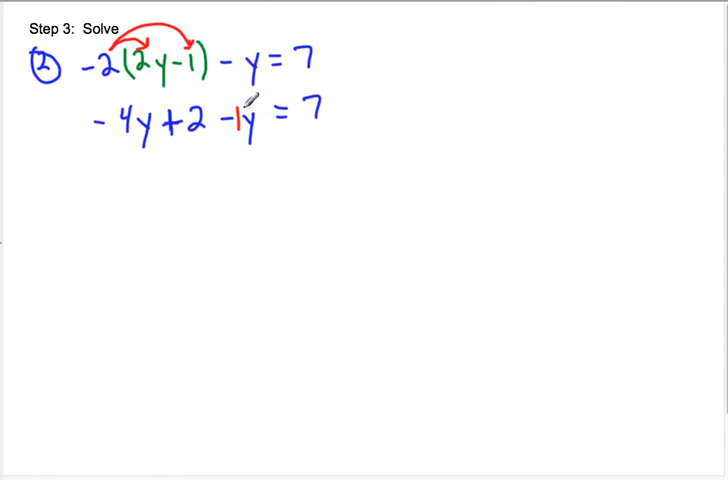 Step 3: Solve
② -2(2y-1) - y = 7
-4y+2 -1y = 7